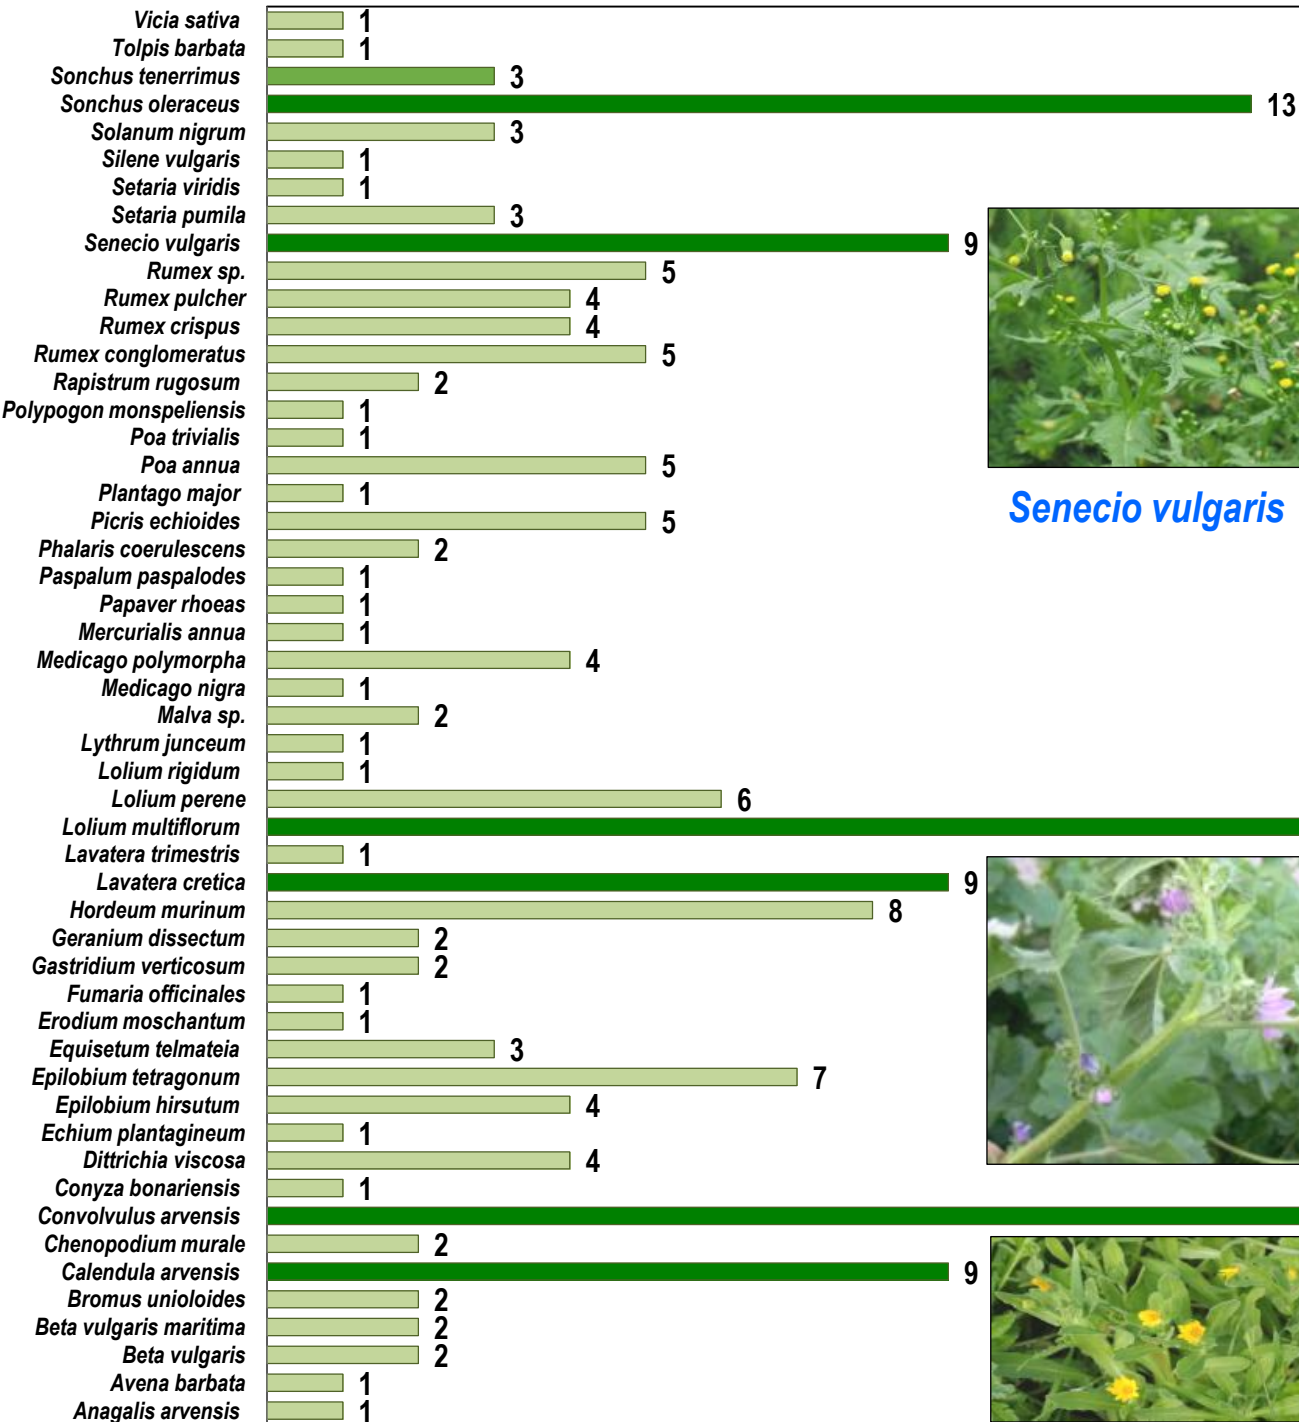 Vicia sativa 1
Tolpis barbata 1
Sonchus tenerrimus 3
Sonchus oleraceus 13
Solanum nigrum 3
Silene vulgaris 1
Setaria viridis 1
Setaria pumila 3
Senecio vulgaris 9
Rumex sp. 5
Rumex pulcher 4
Rumex crispus 4
Rumex conglomeratus 5
Rapistrum rugosum 2
Polypogon monspeliensis 1
Poa trivialis 1
Poa annua 5
Plantago major 1
Senecio vulgaris
Picris echioides 5
Phalaris coerulescens 2
Paspalum paspalodes 1
Papaver rhoeas 1
Mercurialis annua 1
Medicago polymorpha 4
Medicago nigra 1
Malva sp. 2
Lythrum junceum 1
Lolium rigidum 1
Lolium perene 6
Lolium multiflorum
Lavatera trimestris 1
Lavatera cretica 9
Hordeum murinum 8
Geranium dissectum 2
Gastridium verticosum 2
Fumaria officinales 1
Erodium moschantum 1
Equisetum telmateia 3
Epilobium tetragonum 7
Epilobium hirsutum 4
Echium plantagineum 1
Dittrichia viscosa 4
Conyza bonariensis 1
Convolvulus arvensis
Chenopodium murale 2
Calendula arvensis 9
Bromus unioloides 2
Beta vulgaris maritima 2
Beta vulgaris 2
Avena barbata 1
Anagalis arvensis 1